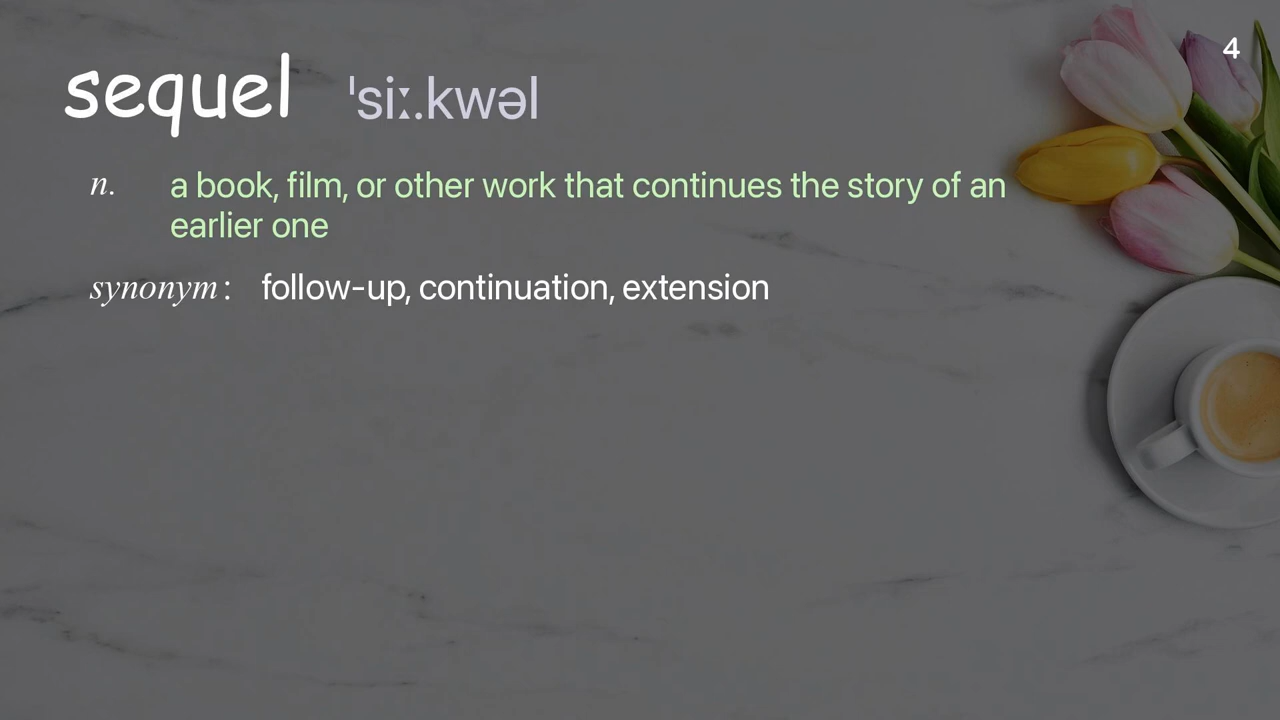 4
sequel ˈsiː.kwəl
n. a book, film, or other work that continues the story of an
earlier one
synonym: follow-up, continuation, extension